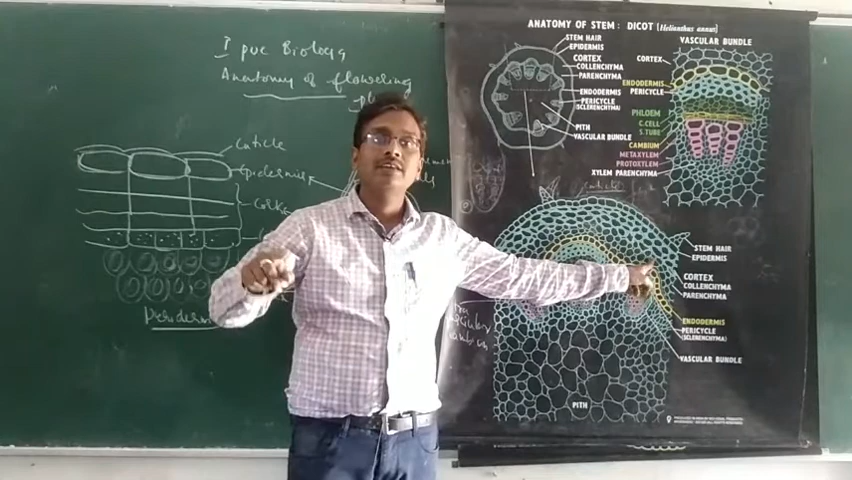 I PUC Biology
Anatomy of flowering
Cuticle
Epidermis
Periderm
ANATOMY OF STEM : DICOT (Helianthus annus)
STEM HAIR
EPIDERMIS
CORTEX
COLLENCHYMA
PARENCHYMA
ENDODERMIS
PERICYCLE
SCLERENCHYMA)
PITH
VASCULAR BUNDLE
VASCULAR BUNDLE
CORTEX
ENDODERMIS
PERICYCLE
PHLOEM
C.CELL
S.TUBE
CAMBIUM
METAXYLEM
PROTOXYLEM
XYLEM PARENCHYMA
STEM HAIR
EPIDERMIS
CORTEX
COLLENCHYMA
PARENCHYMA
ENDODERMIS
PERICYCLE
(SCLERENCHYMA)
VASCULAR BUNDLE
PITH